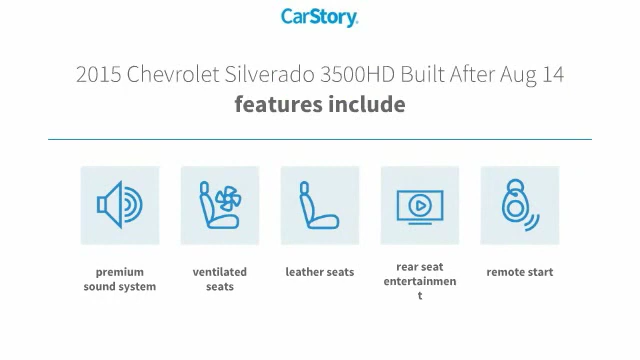 CarStory.
2015 Chevrolet Silverado 3500HD Built After Aug 14
features include
premium
sound system
ventilated
seats
leather seats
rear seat
entertainmen
t
remote start